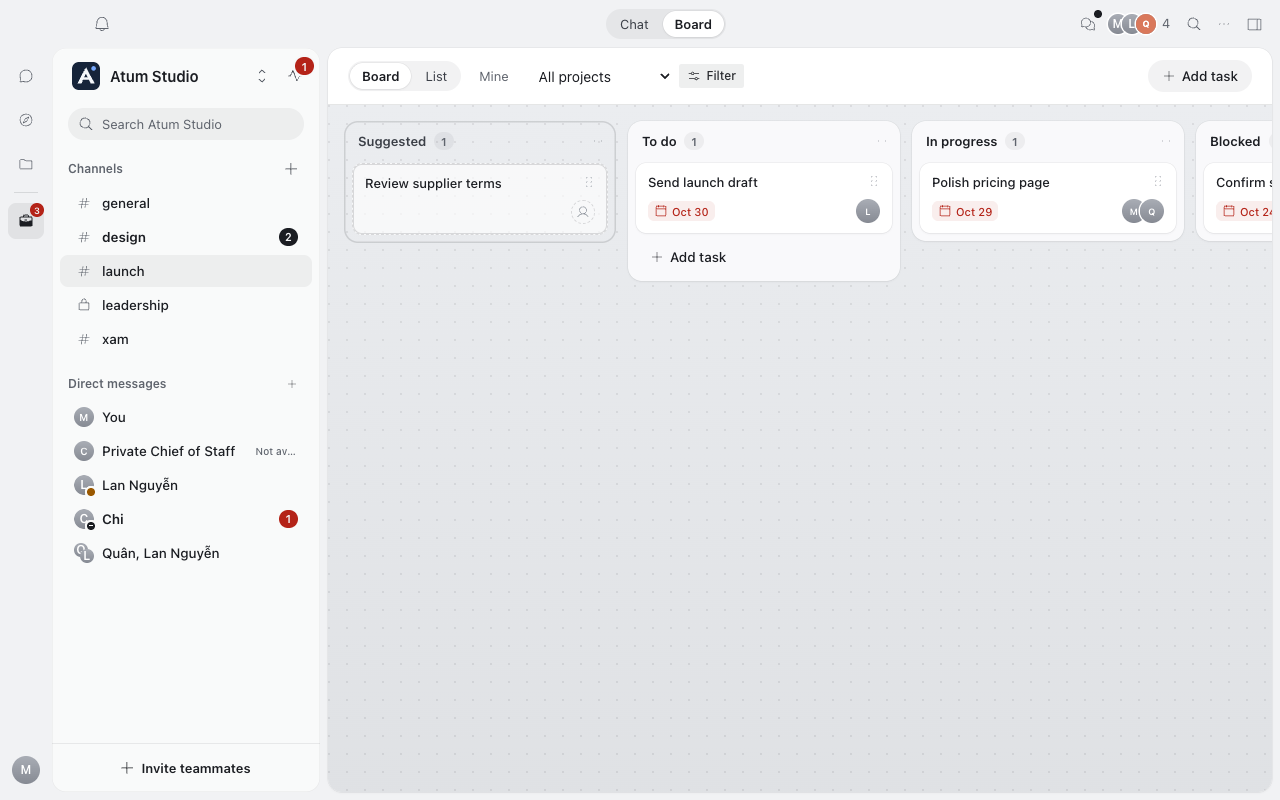 Chat
Board
M
L
Q
4
Atum Studio
1
Search Atum Studio
Channels
general
design
2
launch
leadership
xam
3
Direct messages
M
You
C
Private Chief of Staff
Not av...
L
Lan Nguyễn
C
Chi
1
Q
L
Quân, Lan Nguyễn
Invite teammates
M
Board
List
Mine
All projects
Filter
Add task
Suggested
1
Review supplier terms
To do
1
Send launch draft
Oct 30
L
Add task
In progress
1
Polish pricing page
Oct 29
M
Q
Blocked
Confirm
Oct 24